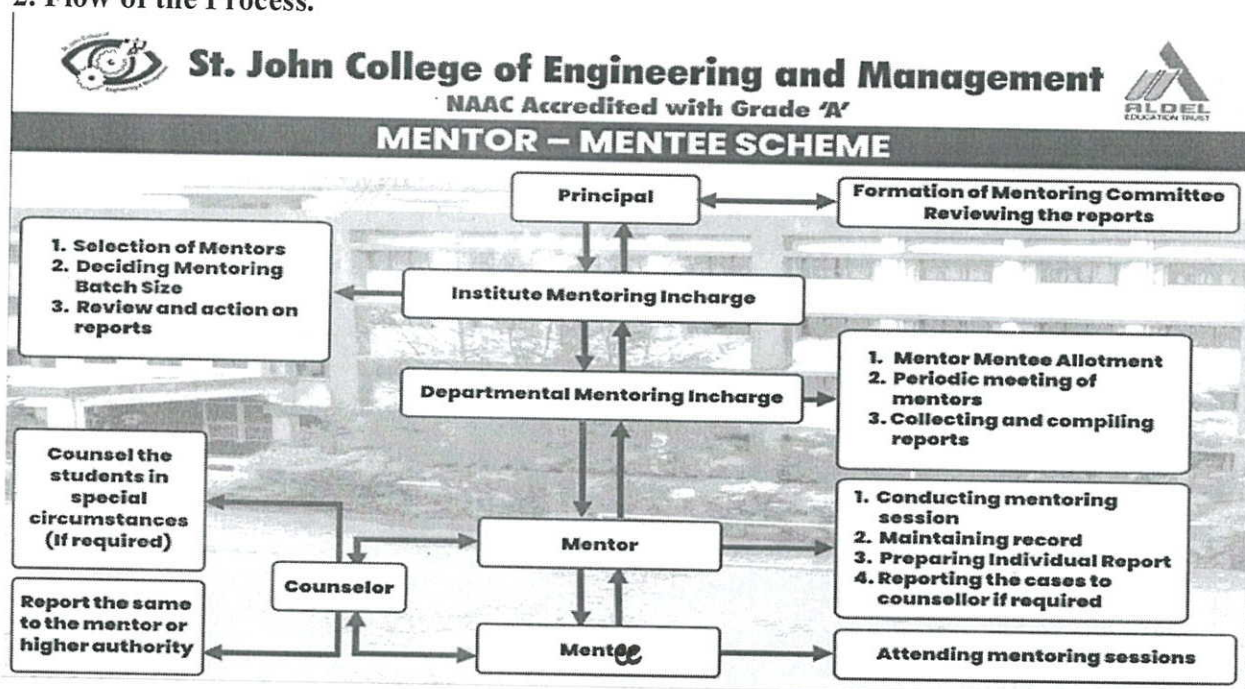 2. Flow of the Process.
St. John College of Engineering and Management
NAAC Accredited with Grade 'A'
ALDEL
EDUCATION TRUST
MENTOR – MENTEE SCHEME
Principal
Formation of Mentoring Committee
Reviewing the reports
1. Selection of Mentors
2. Deciding Mentoring
Batch Size
3. Review and action on
reports
Institute Mentoring Incharge
Departmental Mentoring Incharge
1. Mentor Mentee Allotment
2. Periodic meeting of
mentors
3. Collecting and compiling
reports
Counsel the
students in
special
circumstances
(If required)
Mentor
1. Conducting mentoring
session
2. Maintaining record
3. Preparing Individual Report
4. Reporting the cases to
counsellor if required
Counselor
Report the same
to the mentor or
higher authority
Mentee
Attending mentoring sessions